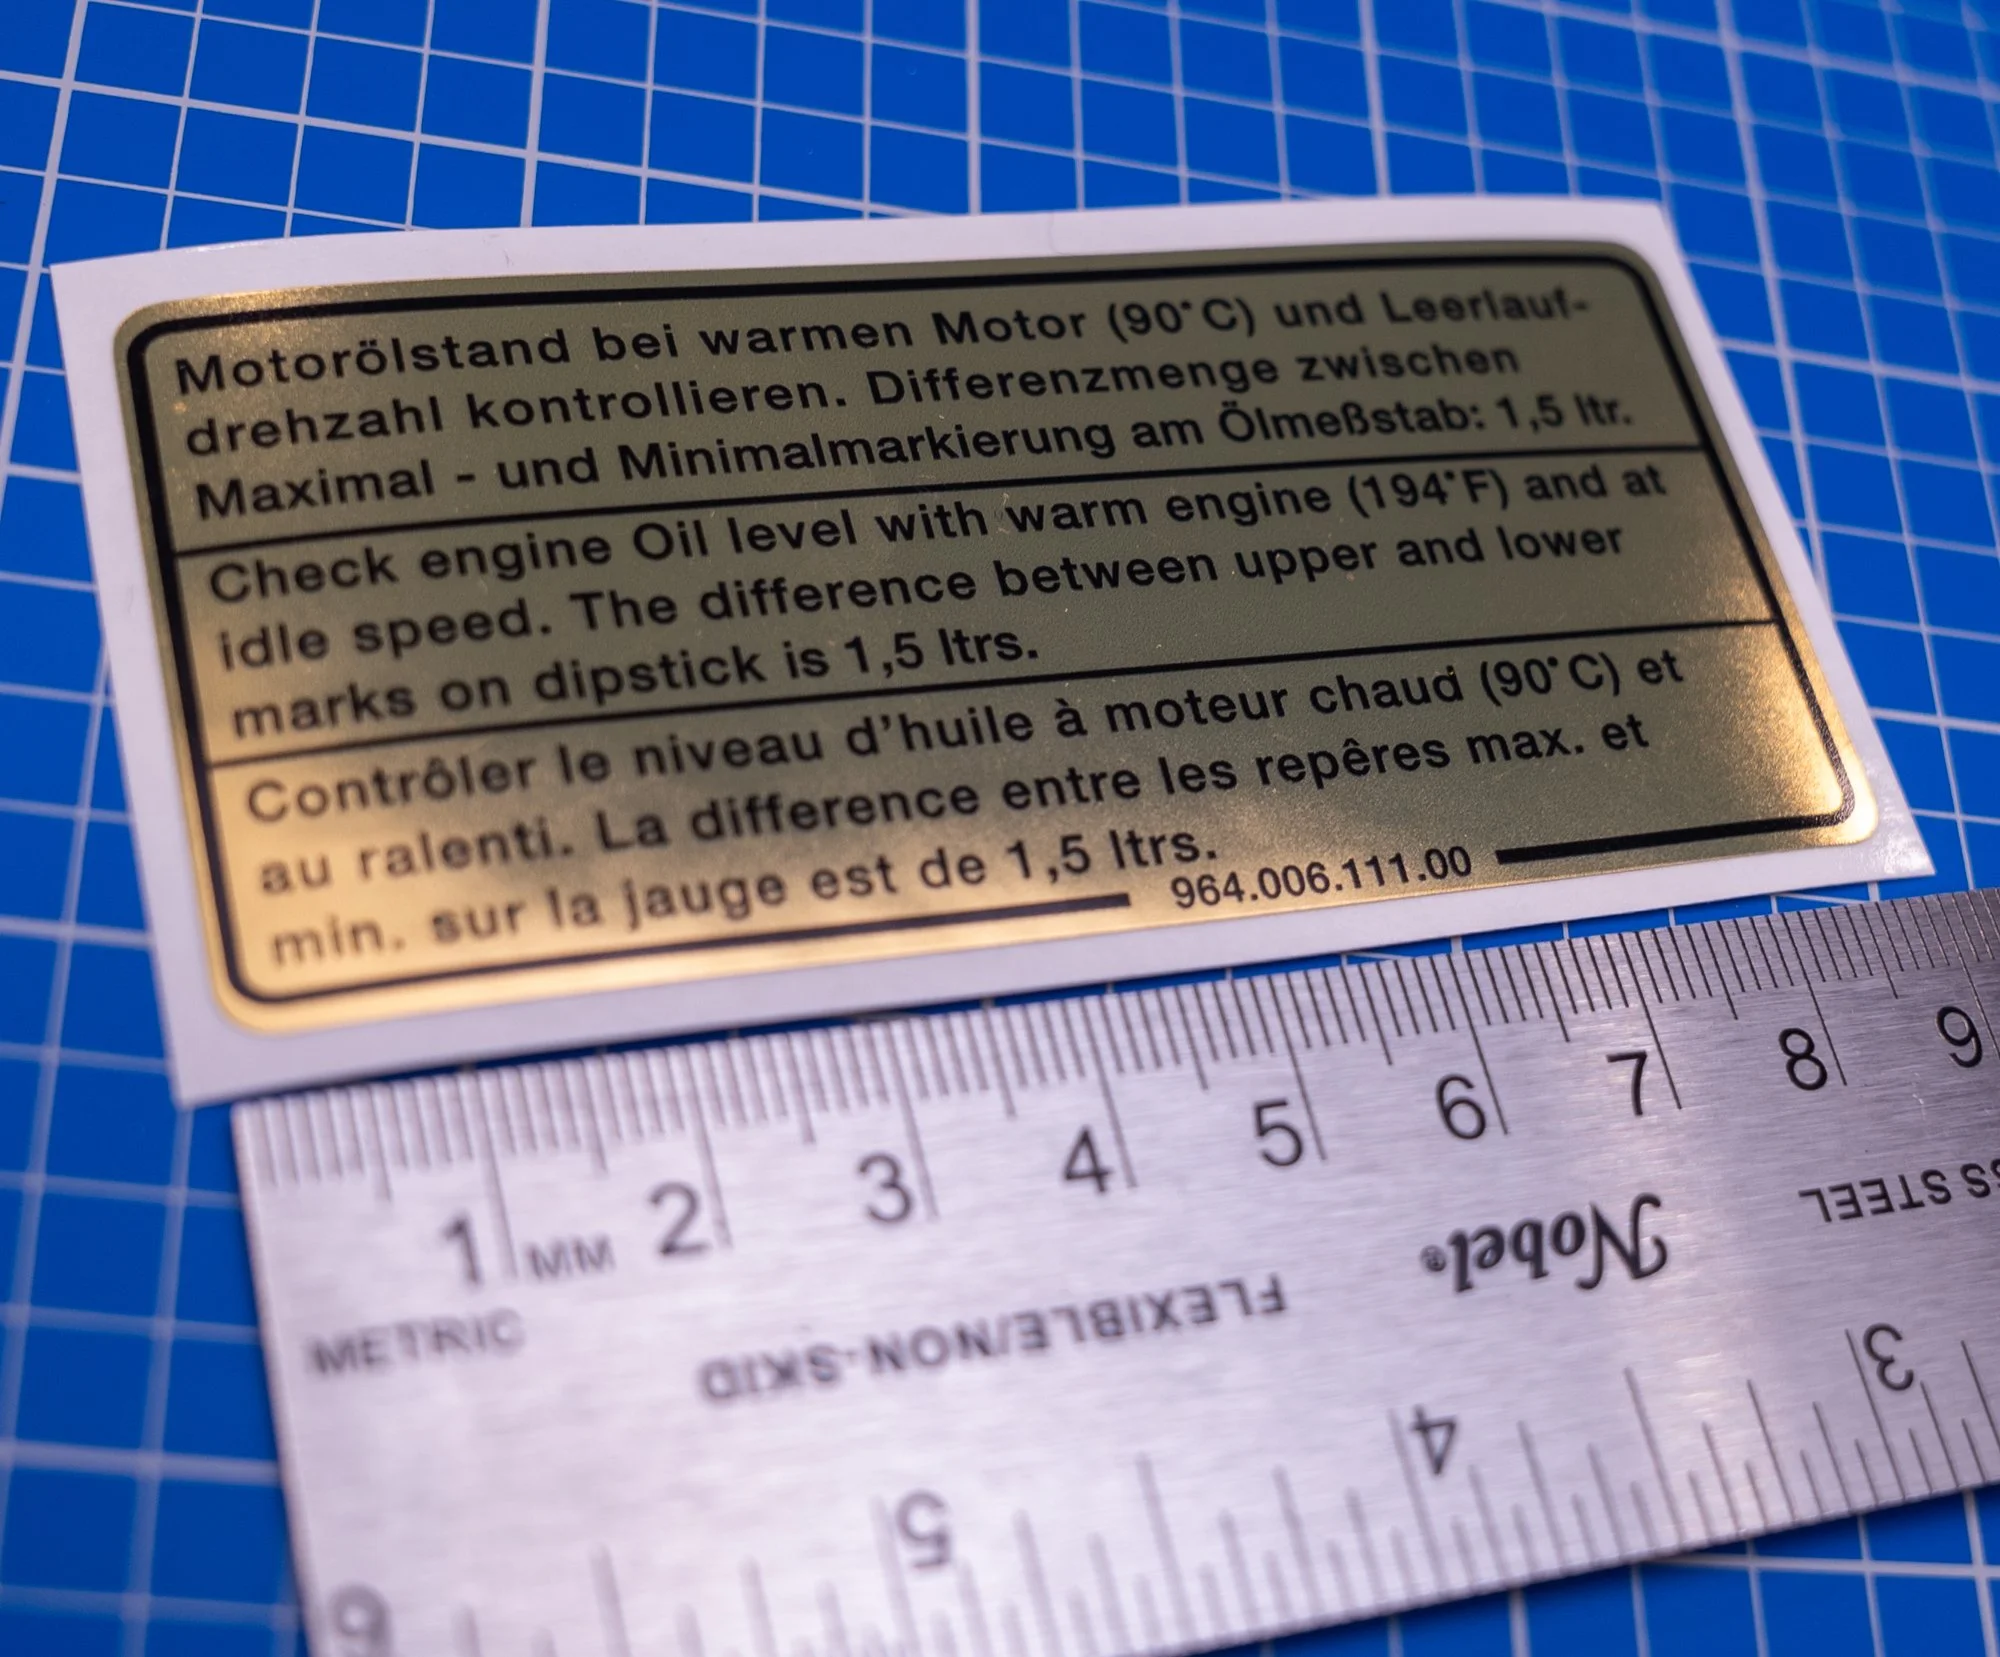 Motorölstand bei warmen Motor (90°C) und Leerlauf-
drehzahl kontrollieren. Differenzmenge zwischen
Maximal - und Minimalmarkierung am Ölmeßstab: 1,5 ltr.
Check engine Oil level with warm engine (194°F) and at
idle speed. The difference between upper and lower
marks on dipstick is 1,5 ltrs.
Contrôler le niveau d'huile à moteur chaud (90°C) et
au ralenti. La difference entre les repêres max. et
min. sur la jauge est de 1,5 ltrs.
964.006.111.00
1 2 3 4 5 6 7 8 9
MM
METRIC
FLEXIBLE/NON-SKID
Nobel®
SS STEEL
6 5 4 3